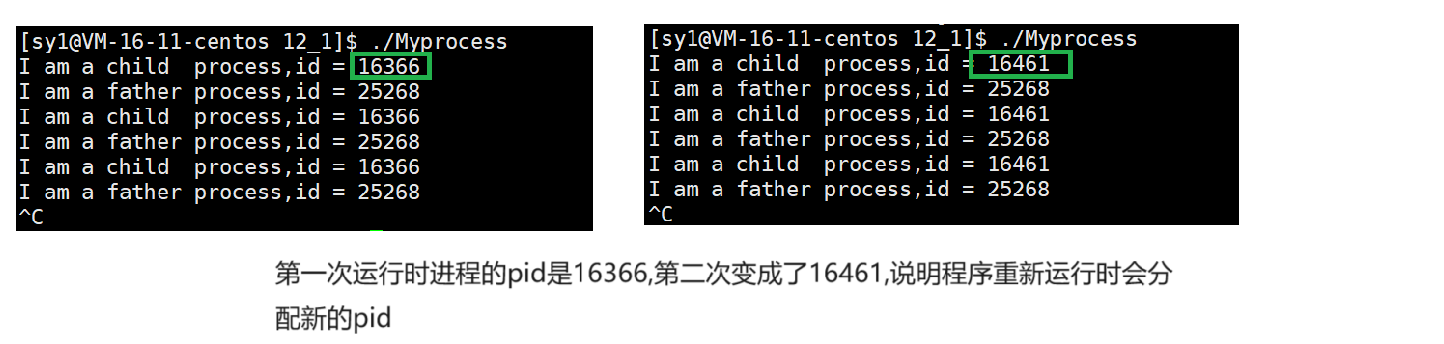 [sy1@VM-16-11-centos 12_1]$ ./Myprocess
I am a child  process,id = 16366
I am a father process,id = 25268
I am a child  process,id = 16366
I am a father process,id = 25268
I am a child  process,id = 16366
I am a father process,id = 25268
^C
[sy1@VM-16-11-centos 12_1]$ ./Myprocess
I am a child  process,id = 16461
I am a father process,id = 25268
I am a child  process,id = 16461
I am a father process,id = 25268
I am a child  process,id = 16461
I am a father process,id = 25268
^C
第一次运行时进程的pid是16366,第二次变成了16461,说明程序重新运行时会分
配新的pid